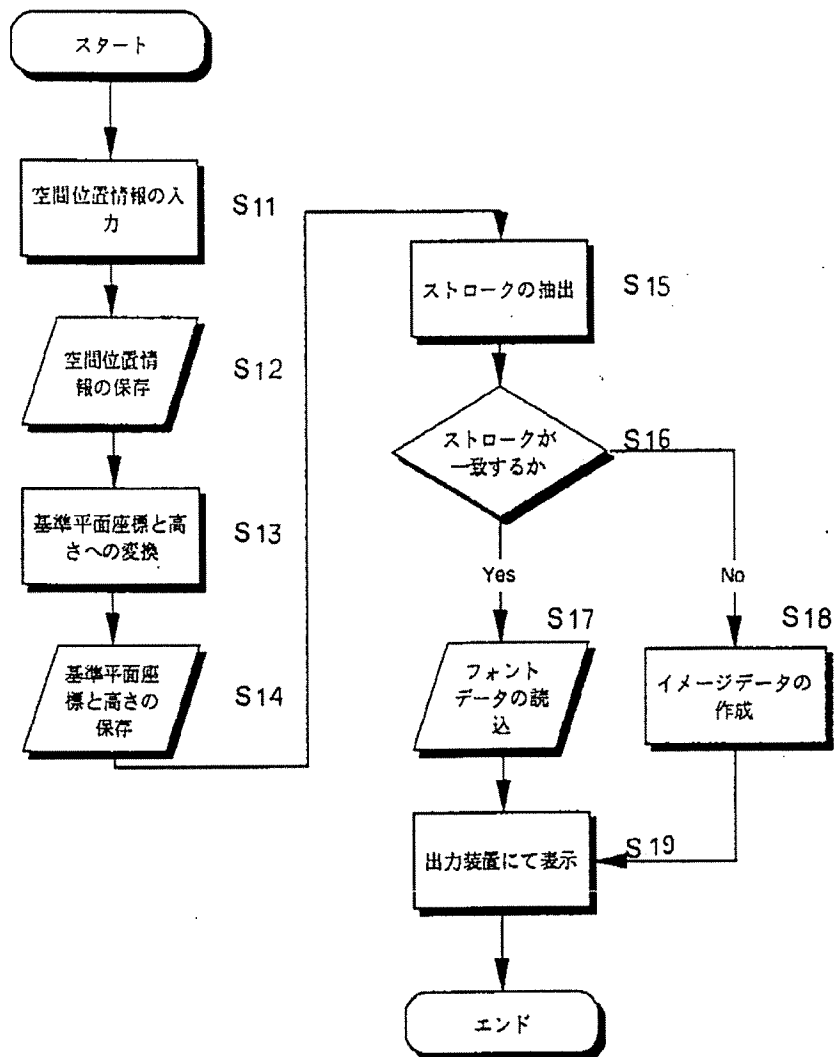 スタート
空間位置情報の入
力
S11
空間位置情
報の保存
S12
基準平面座標と高
さへの変換
S13
基準平面座
標と高さの
保存
S14
ストロークの抽出
S15
ストロークが
一致するか
S16
Yes
No
S17
フォント
データの読
込
S18
イメージデータの
作成
出力装置にて表示
S19
エンド